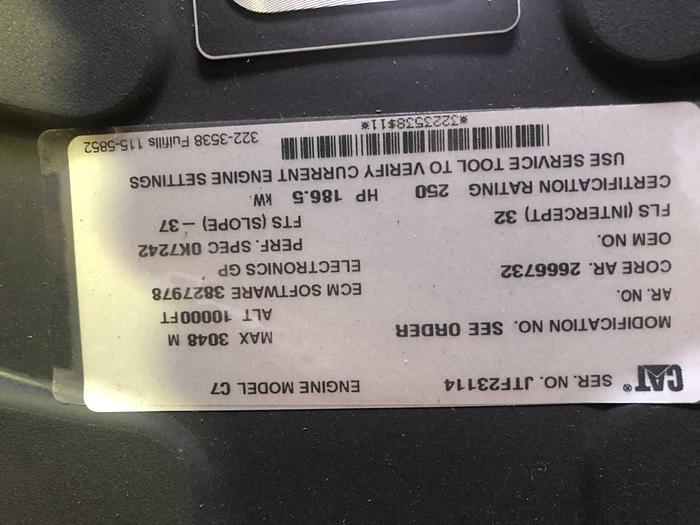 CAT® SER. NO. JTF23114 ENGINE MODEL C7
MODIFICATION NO. SEE ORDER MAX 3048 M
ALT 10000FT
AR. NO. ECM SOFTWARE 3827978
CORE AR. 2666732 ELECTRONICS GP
OEM NO. PERF. SPEC 0K7242
FLS (INTERCEPT) 32 FTS (SLOPE) -37
CERTIFICATION RATING 250 HP 186.5 KW
USE SERVICE TOOL TO VERIFY CURRENT ENGINE SETTINGS
*3223538$11*
322-3538 Fulfills 115-5852